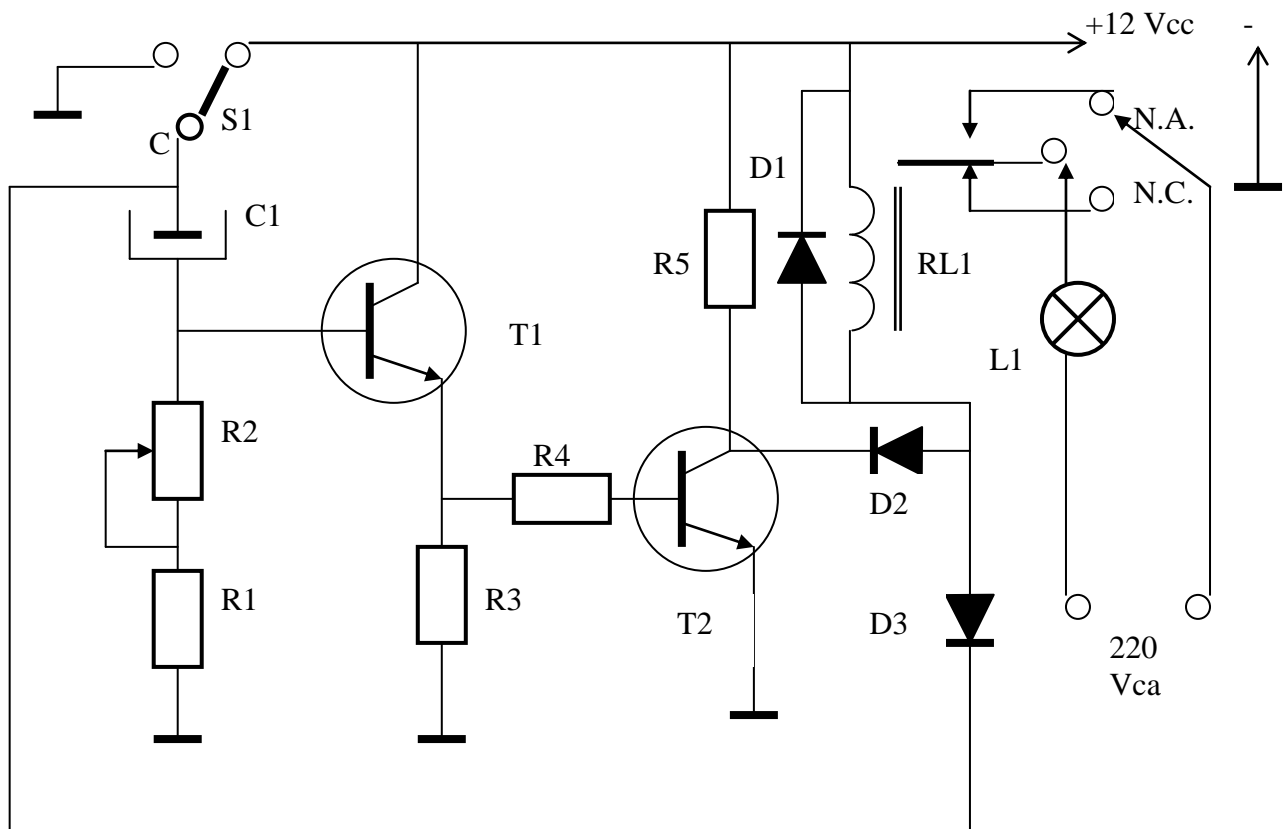 +12 Vcc -
S1
C
N.A.
D1
N.C.
C1
R5
RL1
T1
L1
R2
R4
D2
R1
R3
T2
D3
220
Vca